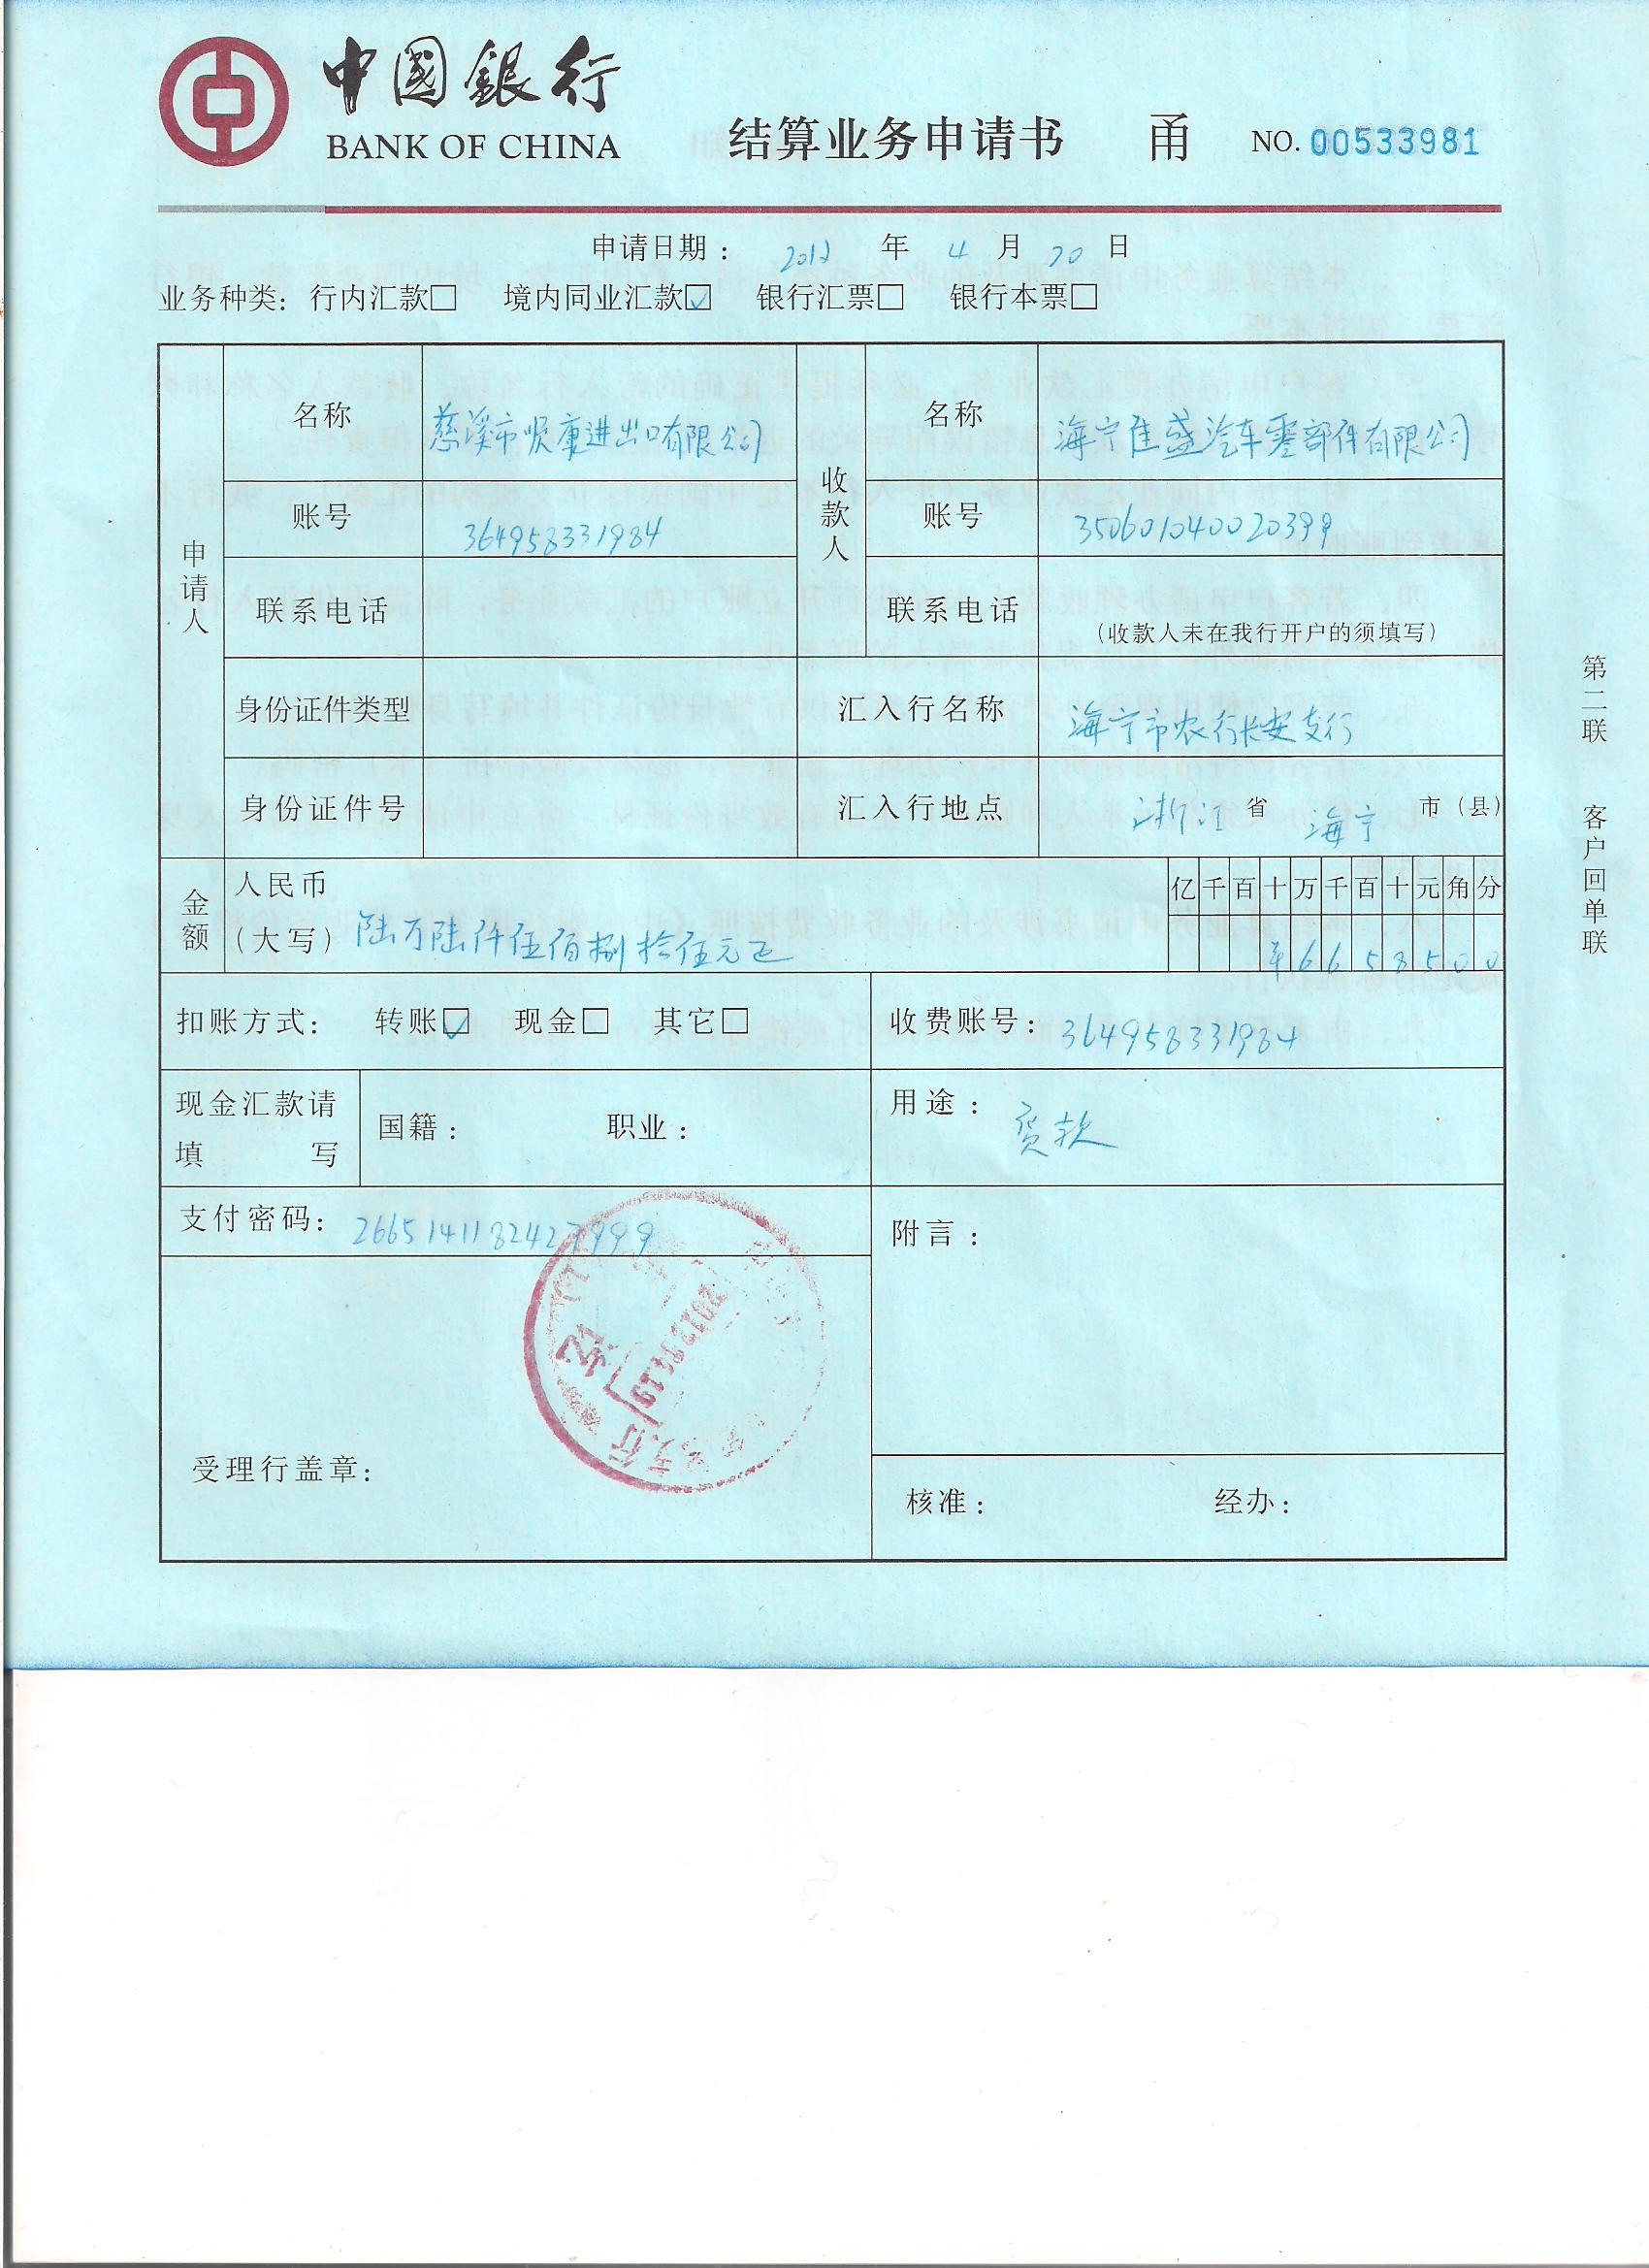 中國銀行
BANK OF CHINA
结算业务申请书 甬 NO. 00533981
申请日期： 2012 年 4 月 20 日
业务种类： 行内汇款□ 境内同业汇款☑ 银行汇票□ 银行本票□
申请人
名称 慈溪市顺康进出口有限公司
账号 364958331984
联系电话
身份证件类型
身份证件号
收款人
名称 海宁佳盛汽车零部件有限公司
账号 350601040020399
联系电话 （收款人未在我行开户的须填写）
汇入行名称 海宁市农行长安支行
汇入行地点 浙江 省 海宁 市（县）
金额 人民币（大写） 陆万陆仟伍佰捌拾伍元正
亿 千 百 十 万 千 百 十 元 角 分
¥ 6 6 5 8 5 0 0
扣账方式： 转账☑ 现金□ 其它□
收费账号： 364958331984
现金汇款请填写 国籍： 职业：
用途： 货款
支付密码： 2665141182427999
附言：
受理行盖章：
核准： 经办：
第二联 客户回单联